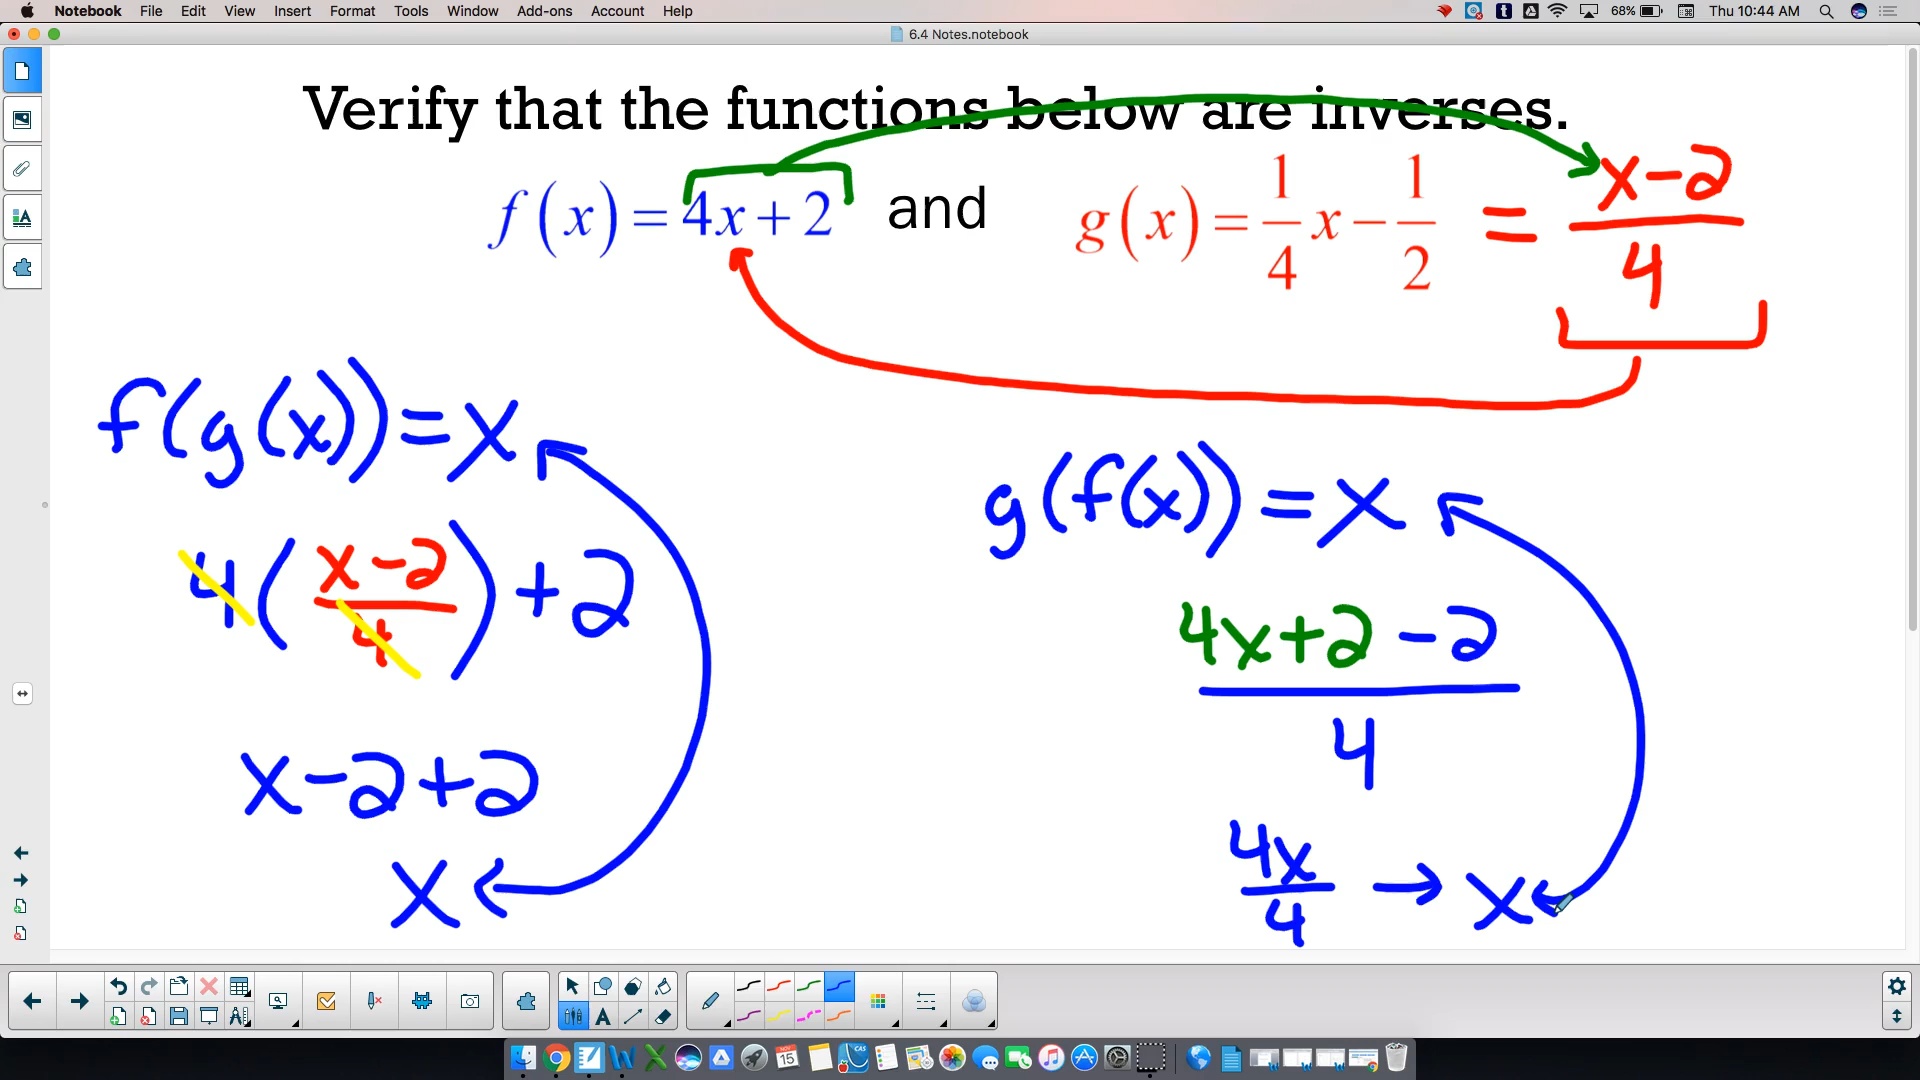 Notebook File Edit View Insert Format Tools Window Add-ons Account Help 68% Thu 10:44 AM
6.4 Notes.notebook
Verify that the functions below are inverses.
f(x) = 4x + 2 and g(x) = 1/4 x − 1/2 = x−2/4
f(g(x)) = x
4(x−2/4) + 2
x−2+2
x
g(f(x)) = x
4x+2−2/4
4x/4 → x
NOV 15